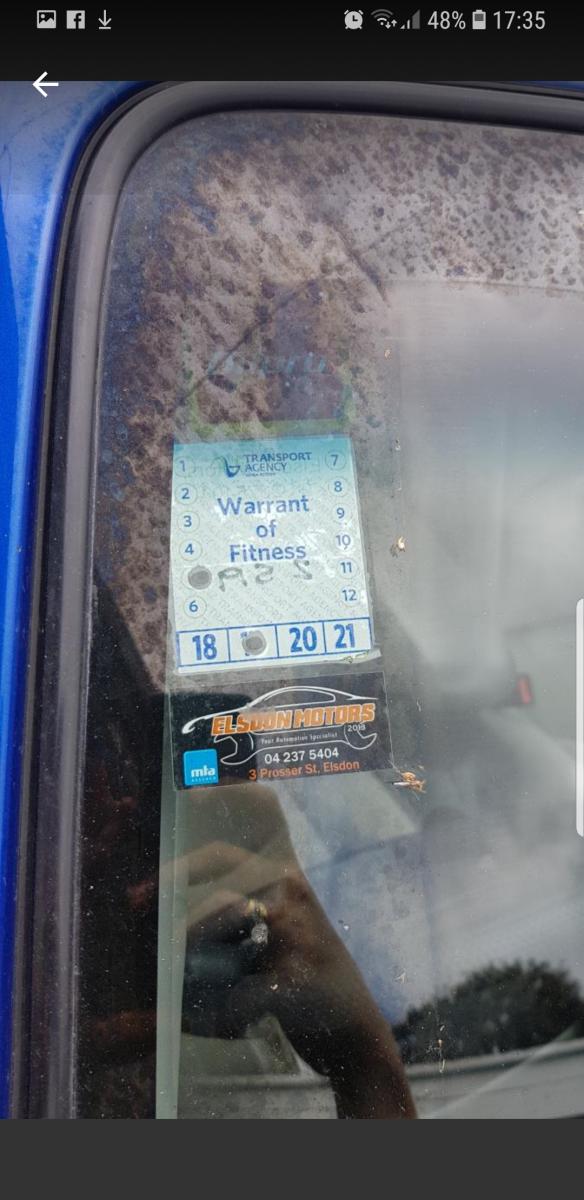 48% 17:35
TRANSPORT
AGENCY
Warrant
of
Fitness
1
2
3
4
6
7
8
9
10
11
12
18 20 21
ELSDON MOTORS
2019
Your Automotive Specialist
04 237 5404
mta
3 Prosser St, Elsdon